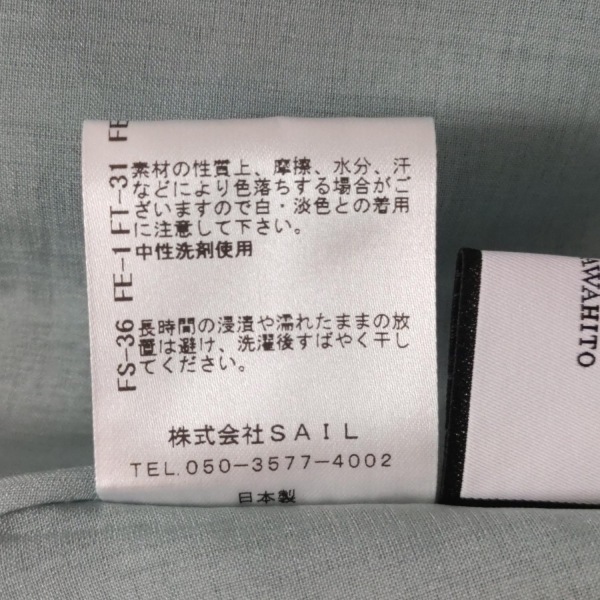 素材の性質上、摩擦、水分、汗
などにより色落ちする場合がご
ざいますので白・淡色との着用
に注意して下さい。
中性洗剤使用
長時間の浸漬や濡れたままの放
置は避け、洗濯後すばやく干し
てください。
株式会社SAIL
TEL.050-3577-4002
日本製
FS-36 FE-1 FT-31
AWAHITO